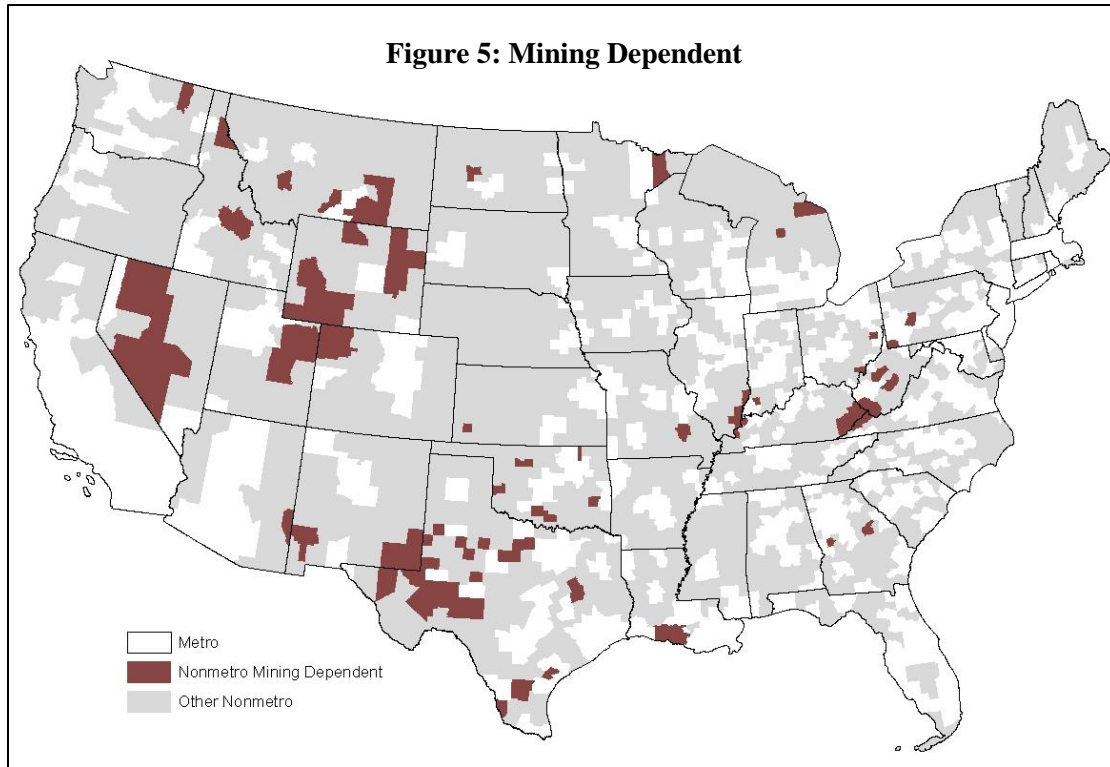 Figure 5: Mining Dependent
Metro
Nonmetro Mining Dependent
Other Nonmetro